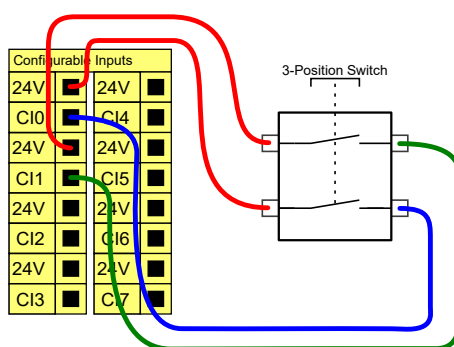 Configurable Inputs
24V 24V
CI0 CI4
24V 24V
CI1 CI5
24V 24V
CI2 CI6
24V 24V
CI3 CI7
3-Position Switch